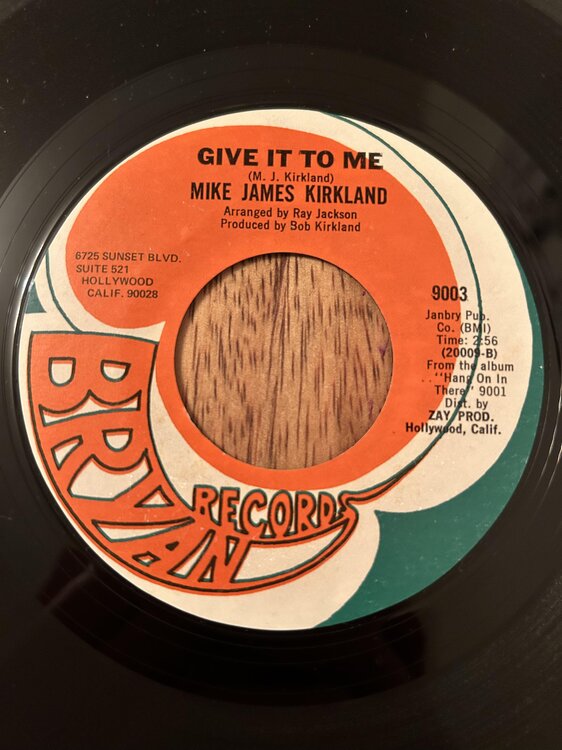 GIVE IT TO ME
(M. J. Kirkland)
MIKE JAMES KIRKLAND
Arranged by Ray Jackson
Produced by Bob Kirkland
6725 SUNSET BLVD.
SUITE 521
HOLLYWOOD
CALIF. 90028
9003
Janbry Pub.
Co. (BMI)
Time: 2:56
(20009-B)
From the album
.."Hang On In
There" 9001
Dist. by
ZAY PROD.
Hollywood, Calif.
BRYAN
RECORDS